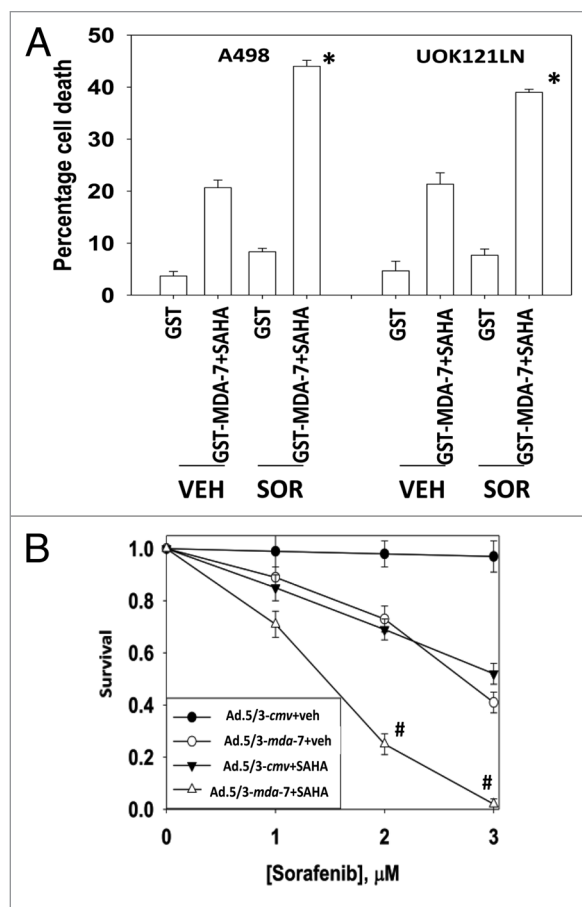 A
A498
UOK121LN
Percentage cell death
50
40
30
20
10
0
*
*
GST
GST-MDA-7+SAHA
GST
GST-MDA-7+SAHA
GST
GST-MDA-7+SAHA
GST
GST-MDA-7+SAHA
VEH
SOR
VEH
SOR
B
Survival
1.0
0.8
0.6
0.4
0.2
0.0
#
#
Ad.5/3-cmv+veh
Ad.5/3-mda-7+veh
Ad.5/3-cmv+SAHA
Ad.5/3-mda-7+SAHA
0 1 2 3
[Sorafenib], μM